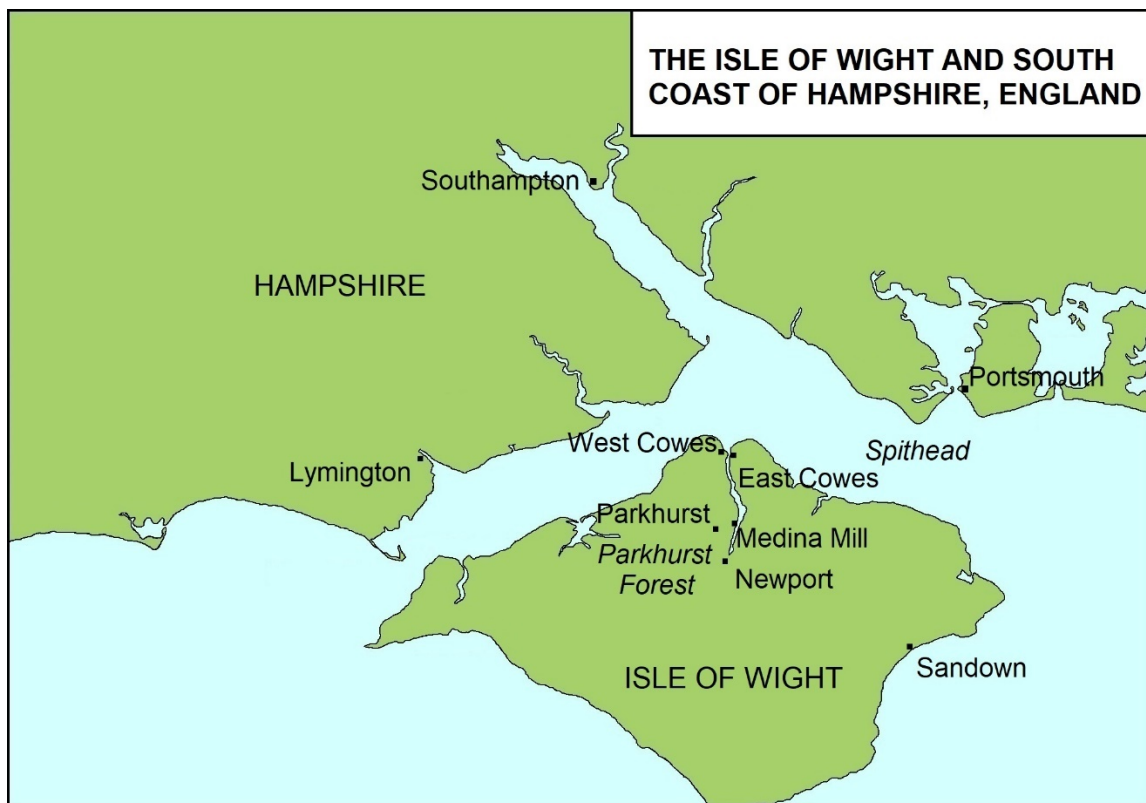 THE ISLE OF WIGHT AND SOUTH
COAST OF HAMPSHIRE, ENGLAND
Southampton
HAMPSHIRE
Portsmouth
West Cowes
Spithead
Lymington
East Cowes
Parkhurst
Medina Mill
Parkhurst
Forest
Newport
ISLE OF WIGHT
Sandown